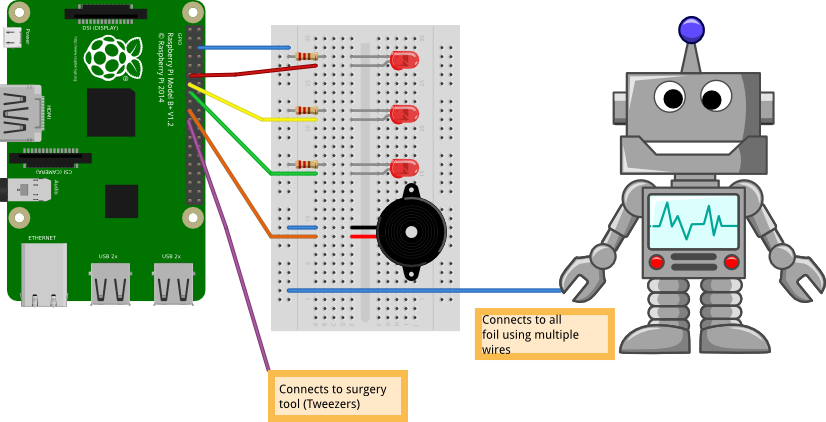 DSI (DISPLAY)
Power
GPIO
Raspberry Pi Model B+ V1.2
© Raspberry Pi 2014
HDMI
CSI (CAMERA)
Audio
ETHERNET
USB 2x
USB 2x
Connects to all
foil using multiple
wires
Connects to surgery
tool (Tweezers)